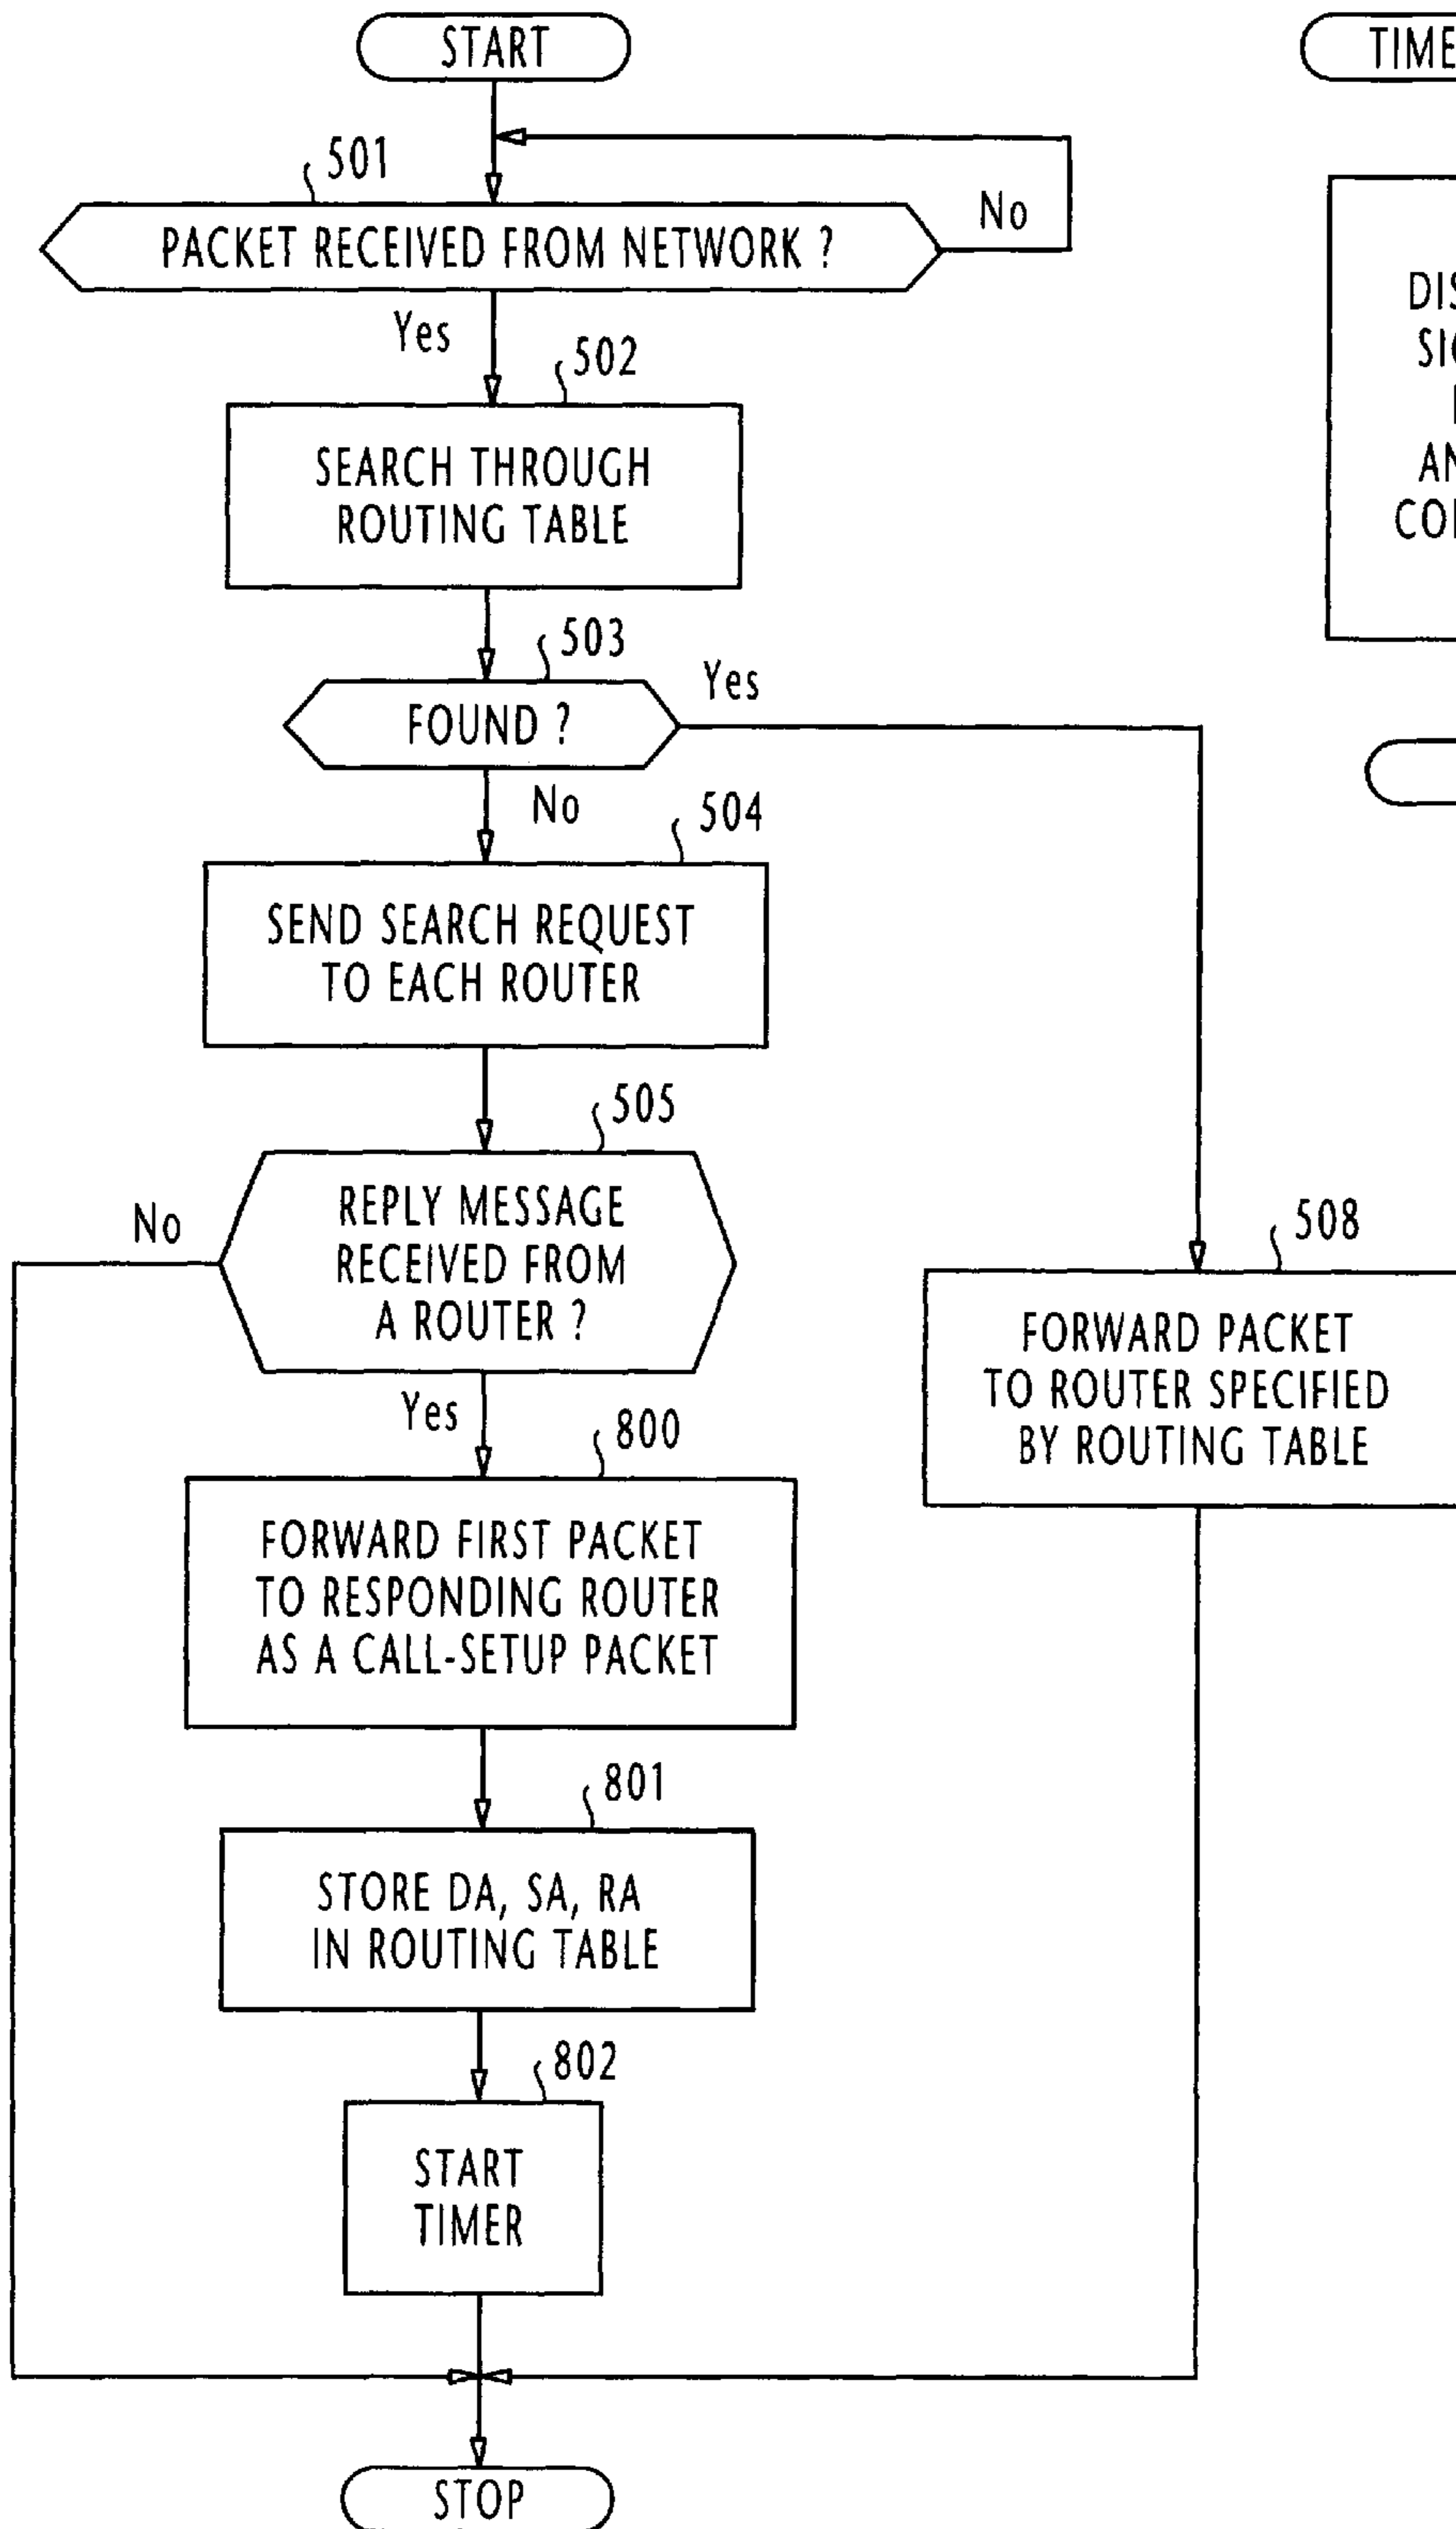 START
501
PACKET RECEIVED FROM NETWORK ?
No
Yes
502
SEARCH THROUGH
ROUTING TABLE
503
FOUND ?
Yes
No
504
SEND SEARCH REQUEST
TO EACH ROUTER
505
REPLY MESSAGE
RECEIVED FROM
A ROUTER ?
No
Yes
508
FORWARD PACKET
TO ROUTER SPECIFIED
BY ROUTING TABLE
800
FORWARD FIRST PACKET
TO RESPONDING ROUTER
AS A CALL-SETUP PACKET
801
STORE DA, SA, RA
IN ROUTING TABLE
802
START
TIMER
STOP